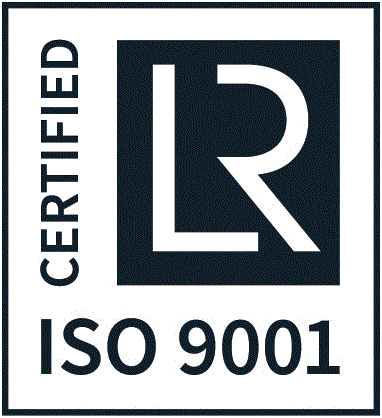 CERTIFIED
LR
ISO 9001